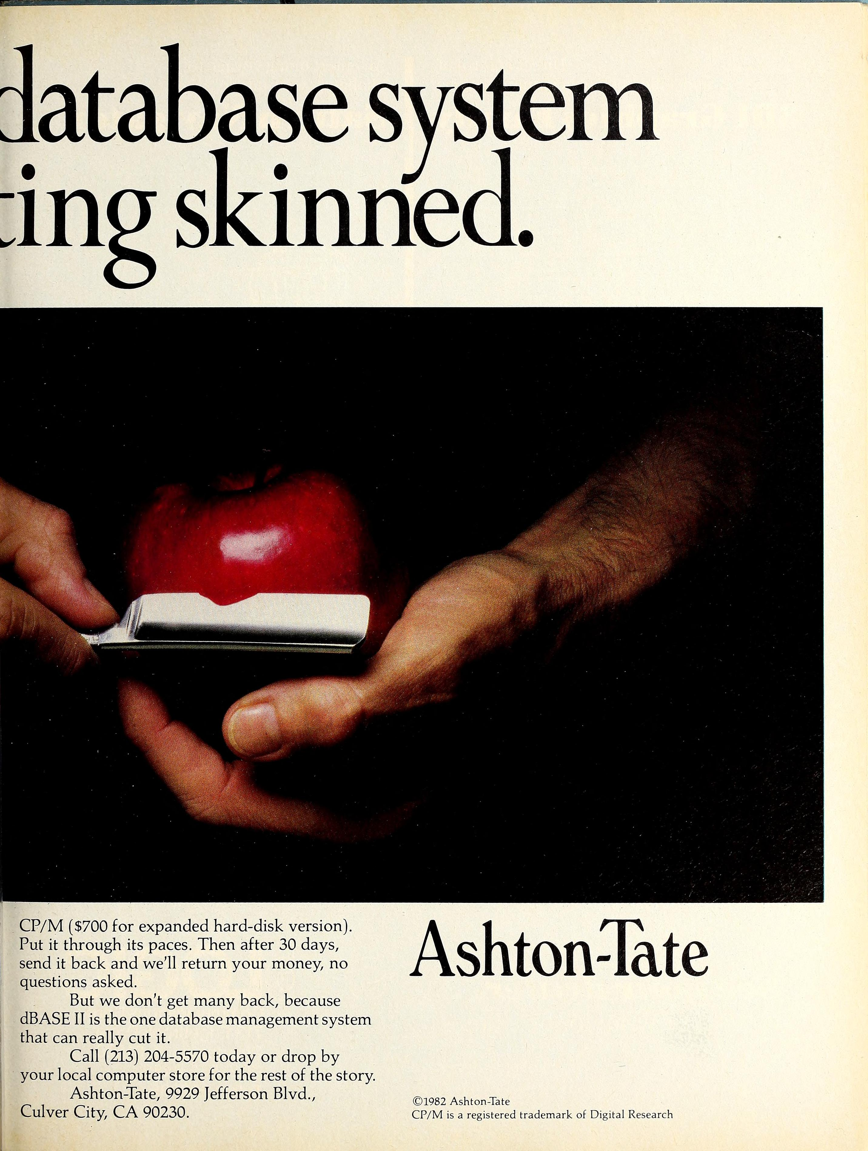 database system
ting skinned.
CP/M ($700 for expanded hard-disk version).
Put it through its paces. Then after 30 days,
send it back and we'll return your money, no
questions asked.
But we don't get many back, because
dBASE II is the one database management system
that can really cut it.
Call (213) 204-5570 today or drop by
your local computer store for the rest of the story.
Ashton-Tate, 9929 Jefferson Blvd.,
Culver City, CA 90230.
Ashton-Tate
©1982 Ashton-Tate
CP/M is a registered trademark of Digital Research